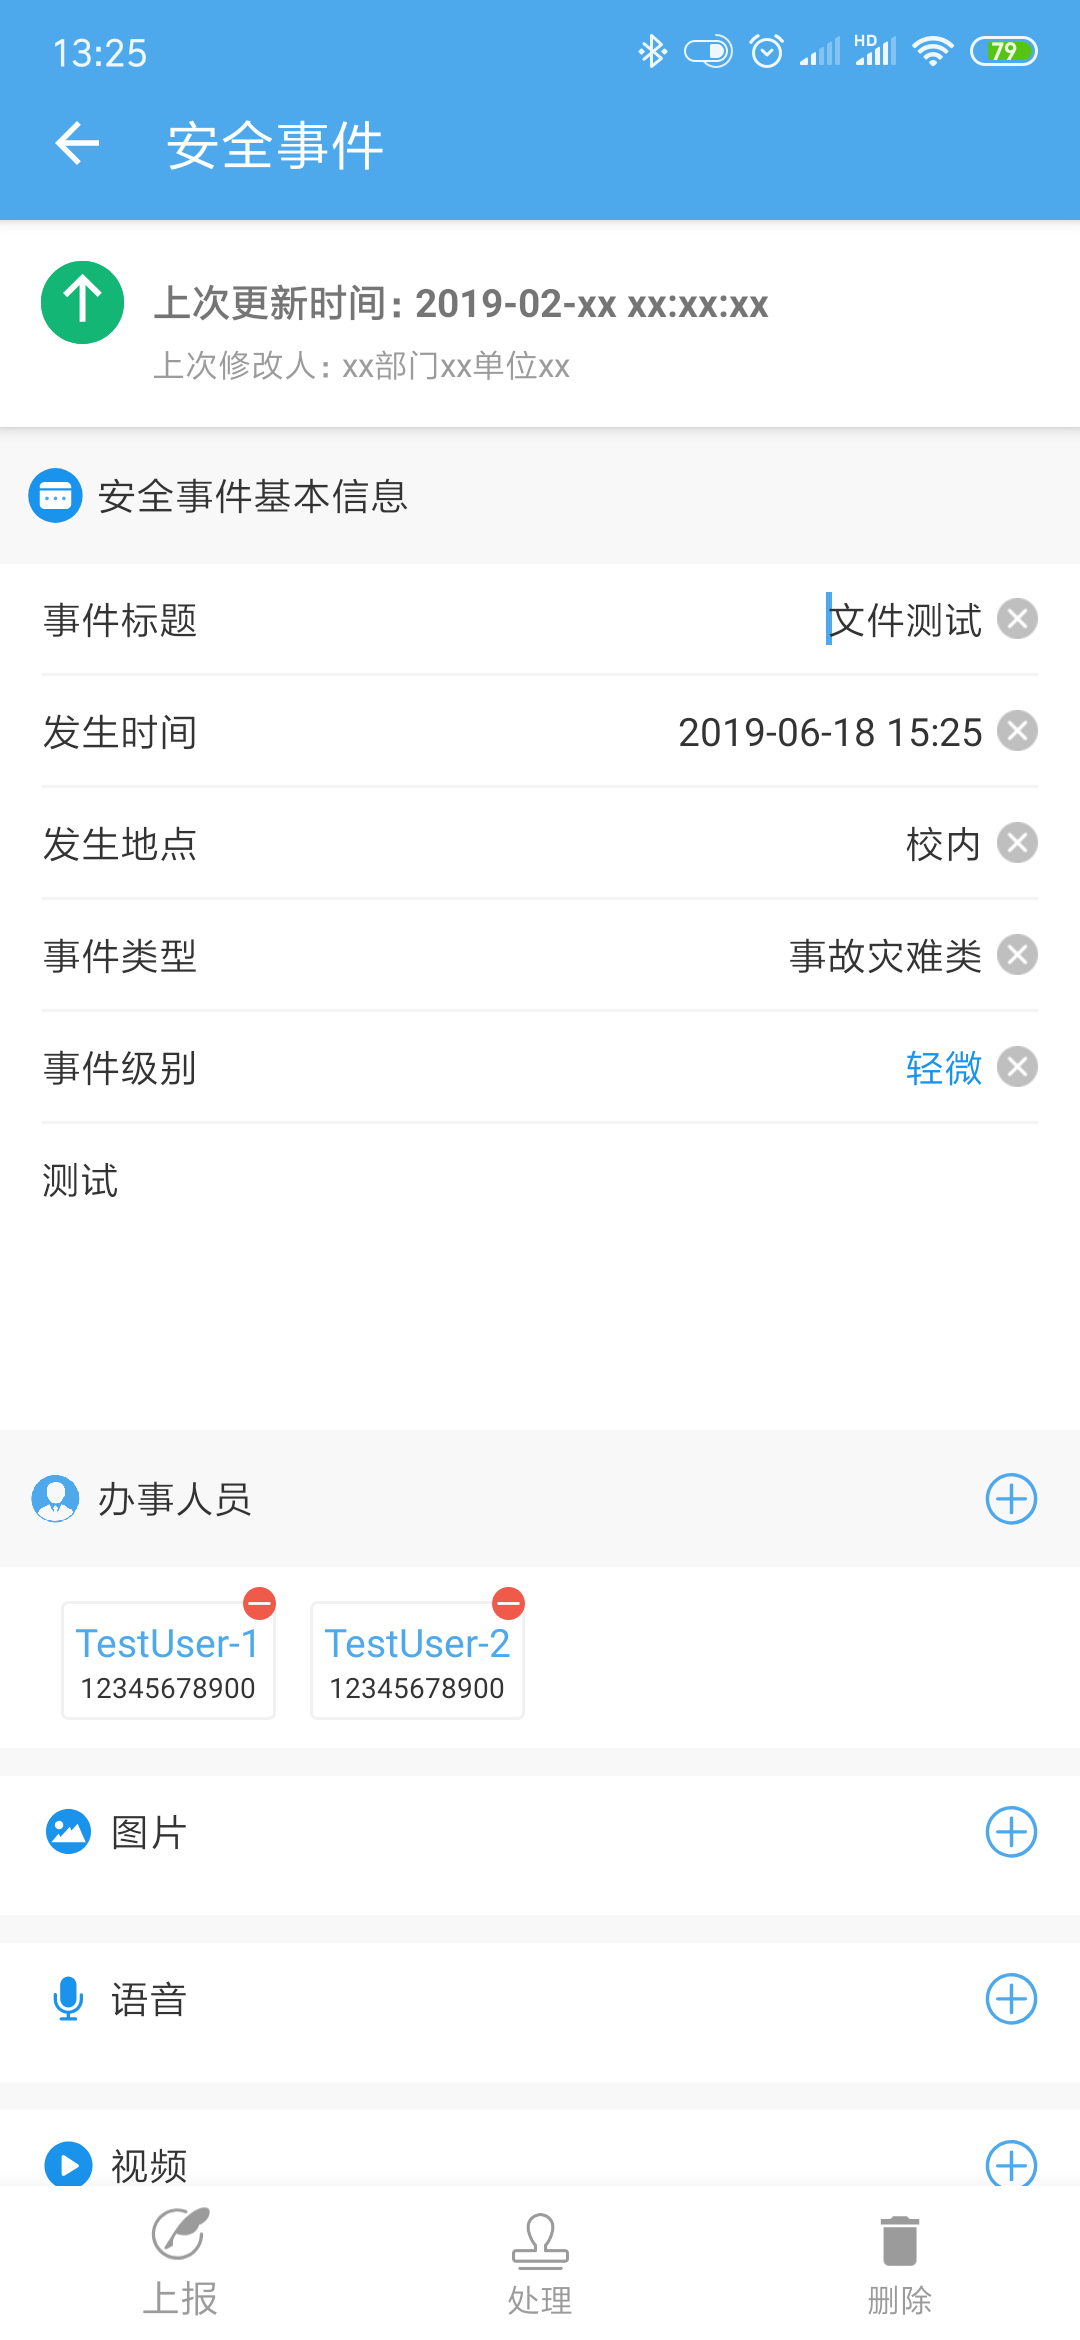 13:25
HD
79
安全事件
上次更新时间: 2019-02-xx xx:xx:xx
上次修改人: xx部门xx单位xx
安全事件基本信息
事件标题 文件测试
发生时间 2019-06-18 15:25
发生地点 校内
事件类型 事故灾难类
事件级别 轻微
测试
办事人员
TestUser-1 TestUser-2
12345678900 12345678900
图片
语音
视频
上报 处理 删除